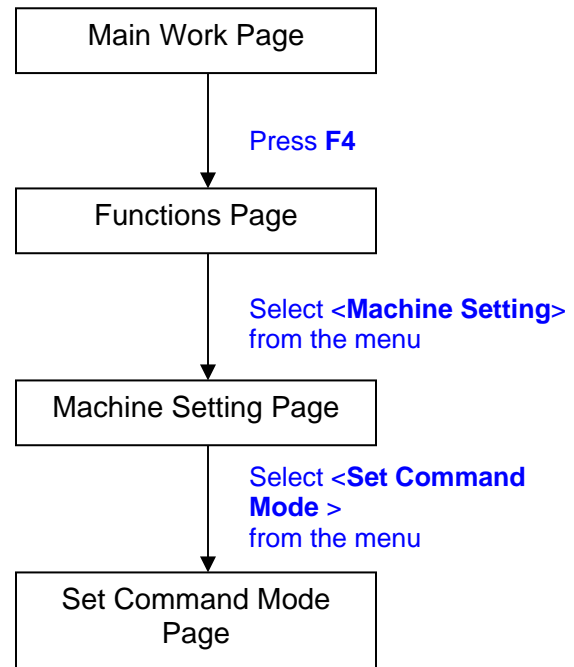 Main Work Page
Press F4
Functions Page
Select <Machine Setting>
from the menu
Machine Setting Page
Select <Set Command
Mode >
from the menu
Set Command Mode
Page